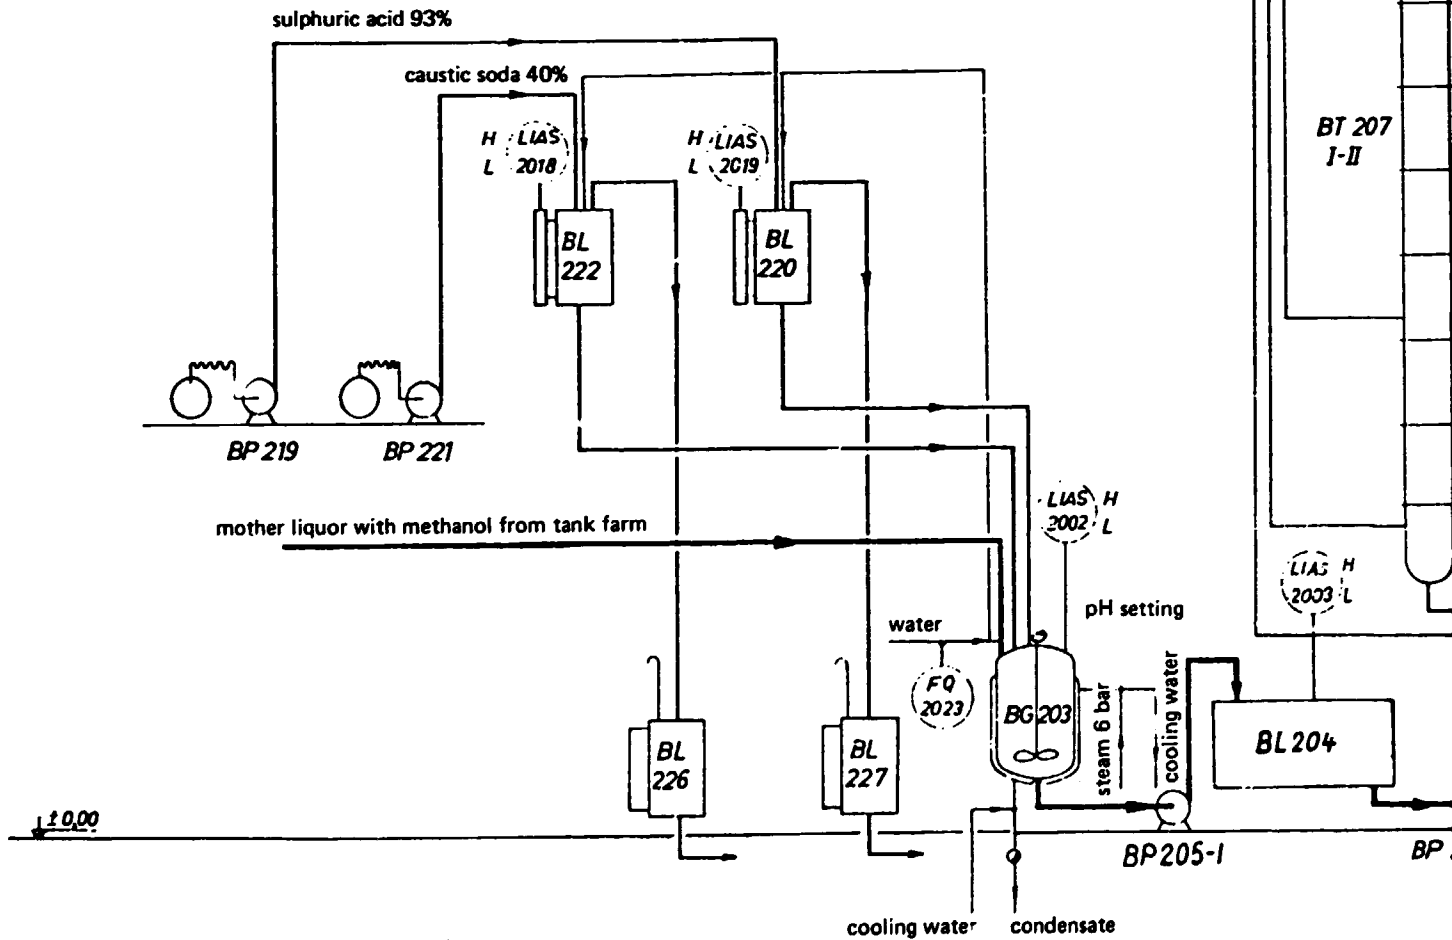 sulphuric acid 93%
caustic soda 40%
H LIAS
L 2018
H LIAS
L 2019
BT 207
I-II
BL
222
BL
220
BP 219
BP 221
mother liquor with methanol from tank farm
LIAS H
2002 L
LIAS H
2003 L
pH setting
water
FQ
2023
BG 203
steam 6 bar
cooling water
BL 204
BL
226
BL
227
±0,00
BP 205-1
BP
cooling water
condensate